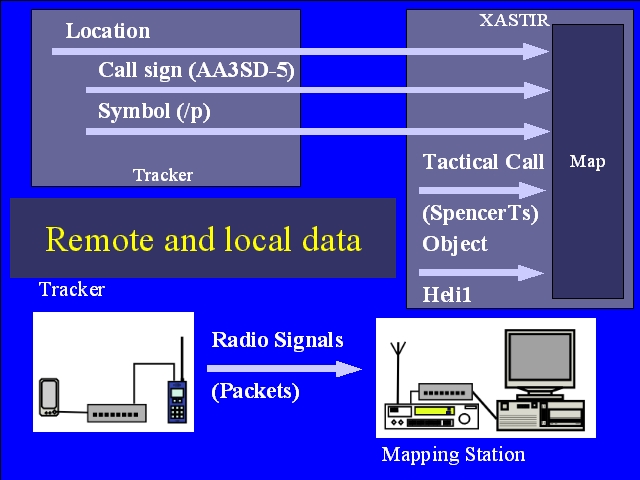 Location
XASTIR
Call sign (AA3SD-5)
Symbol (/p)
Tactical Call
Map
Tracker
(SpencerTs)
Remote and local data
Object
Tracker
Heli1
Radio Signals
(Packets)
Mapping Station